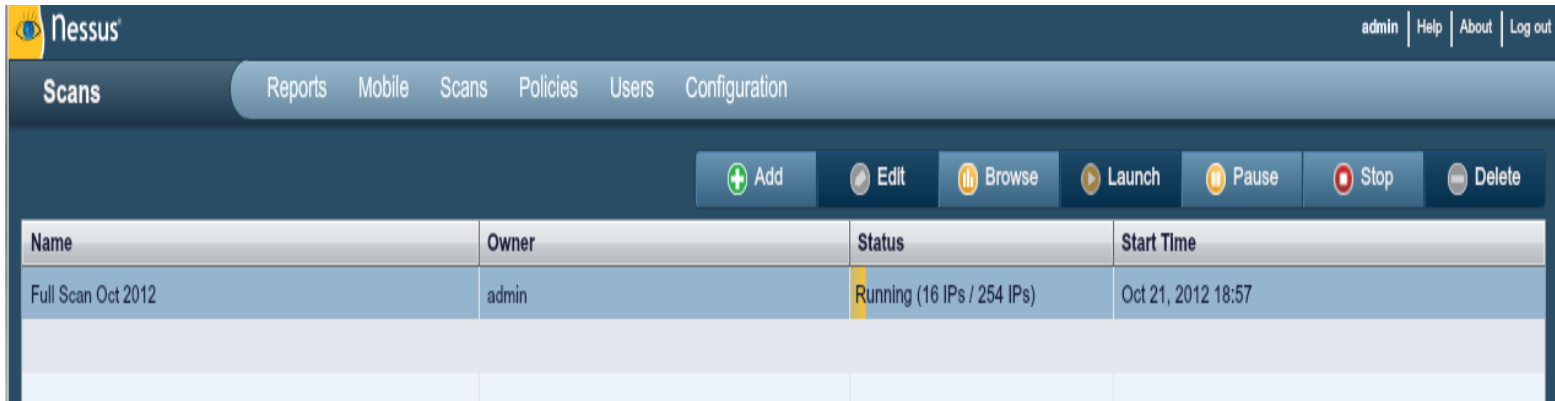 Nessus
admin | Help | About | Log out
Scans
Reports Mobile Scans Policies Users Configuration
Add Edit Browse Launch Pause Stop Delete
Name Owner Status Start Time
Full Scan Oct 2012 admin Running (16 IPs / 254 IPs) Oct 21, 2012 18:57